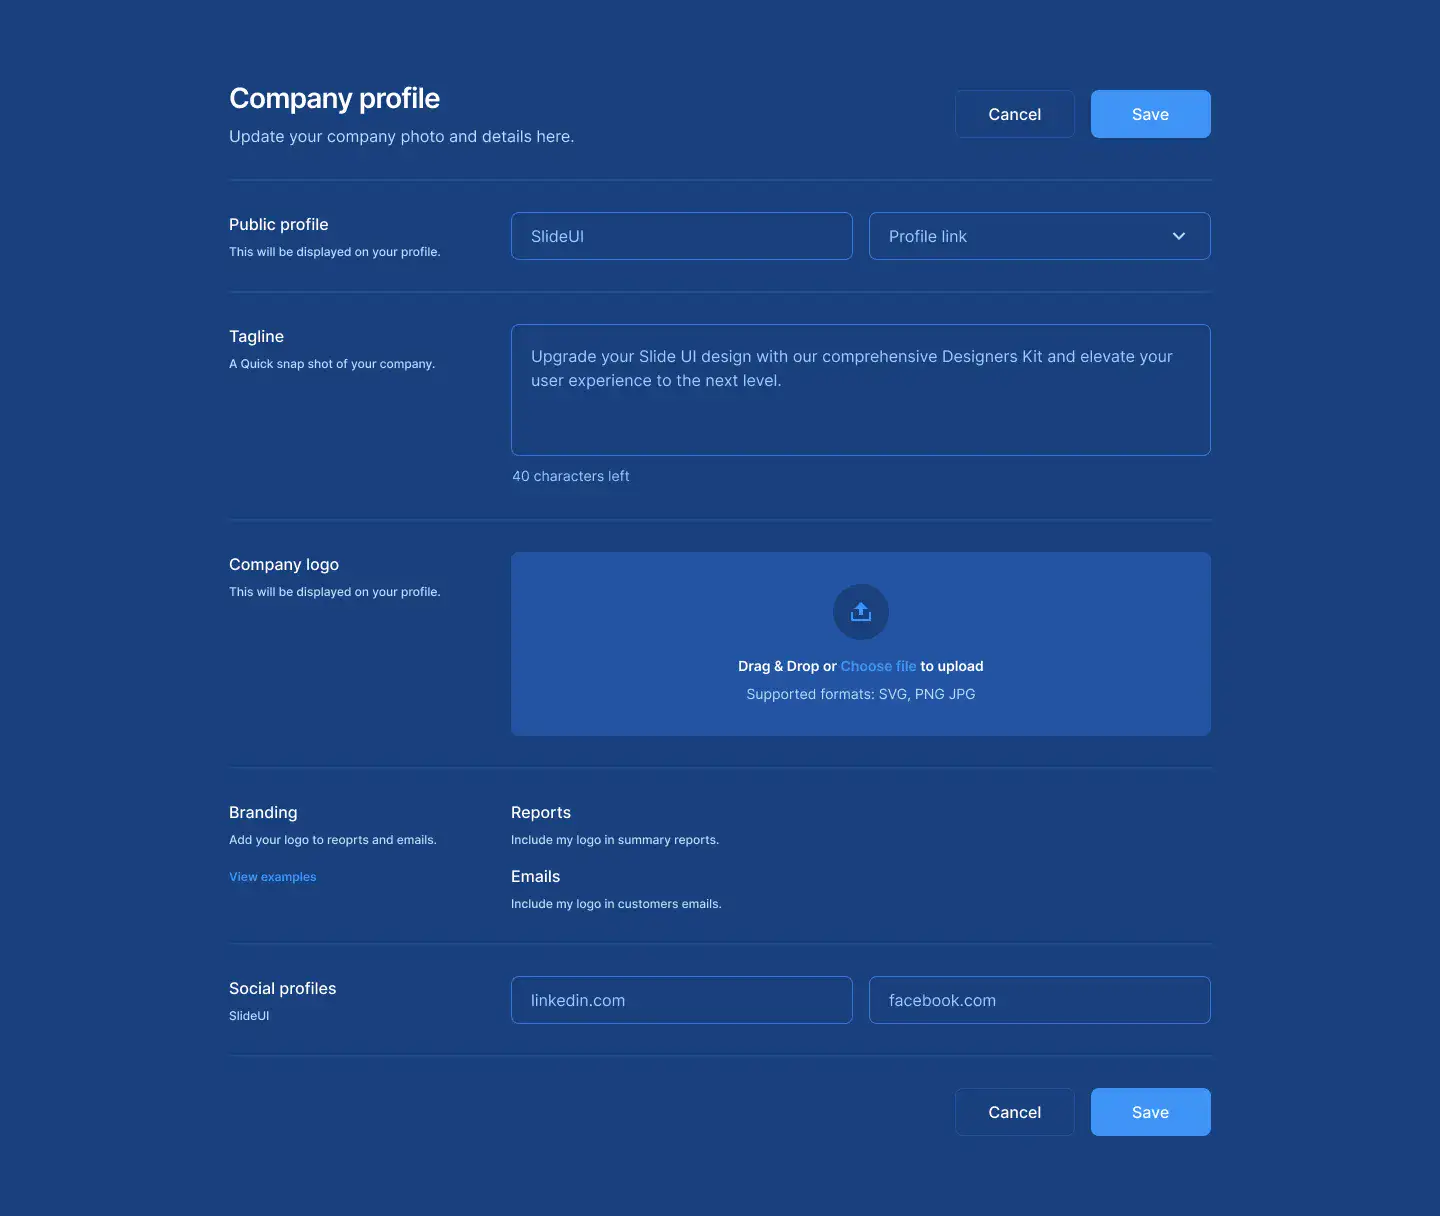 Company profile
Update your company photo and details here.
Cancel
Save
Public profile
This will be displayed on your profile.
SlideUI
Profile link
Tagline
A Quick snap shot of your company.
Upgrade your Slide UI design with our comprehensive Designers Kit and elevate your
user experience to the next level.
40 characters left
Company logo
This will be displayed on your profile.
Drag & Drop or Choose file to upload
Supported formats: SVG, PNG JPG
Branding
Add your logo to reoprts and emails.
View examples
Reports
Include my logo in summary reports.
Emails
Include my logo in customers emails.
Social profiles
SlideUI
linkedin.com
facebook.com
Cancel
Save